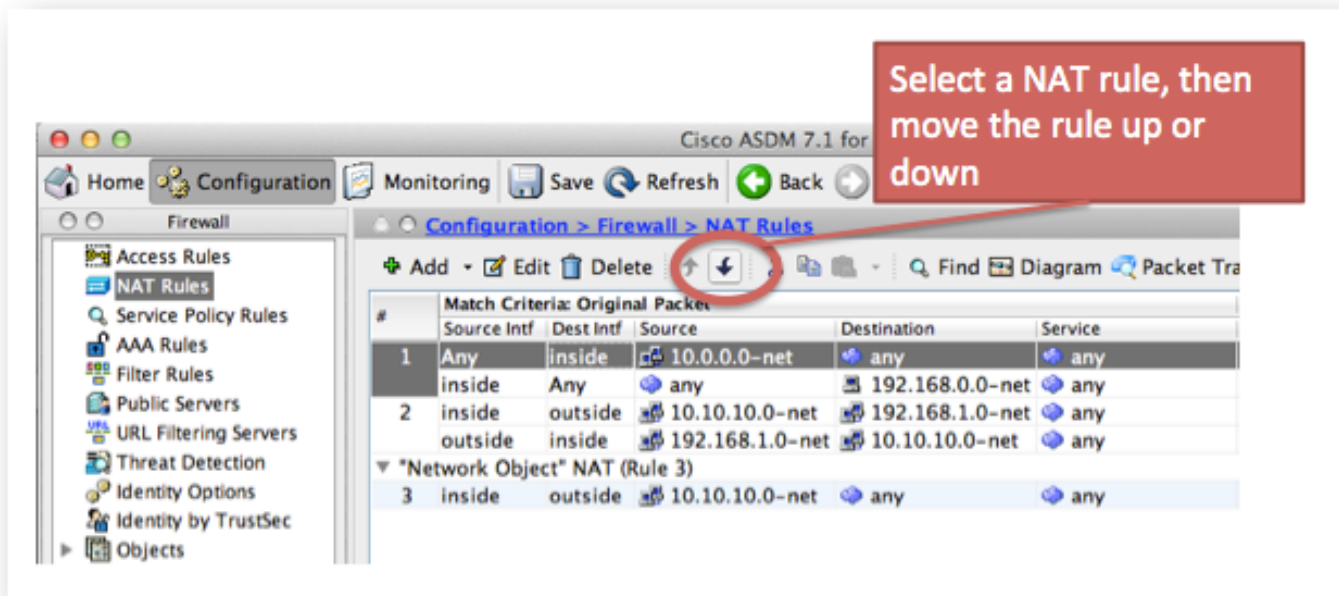 Select a NAT rule, then
move the rule up or
down
Cisco ASDM 7.1 for
Home Configuration Monitoring Save Refresh Back
Firewall
Configuration > Firewall > NAT Rules
Access Rules
NAT Rules
Service Policy Rules
AAA Rules
Filter Rules
Public Servers
URL Filtering Servers
Threat Detection
Identity Options
Identity by TrustSec
Objects
Add Edit Delete Find Diagram Packet Tra
# Match Criteria: Original Packet
Source Intf Dest Intf Source Destination Service
1 Any inside 10.0.0.0-net any any
inside Any any 192.168.0.0-net any
2 inside outside 10.10.10.0-net 192.168.1.0-net any
outside inside 192.168.1.0-net 10.10.10.0-net any
"Network Object" NAT (Rule 3)
3 inside outside 10.10.10.0-net any any